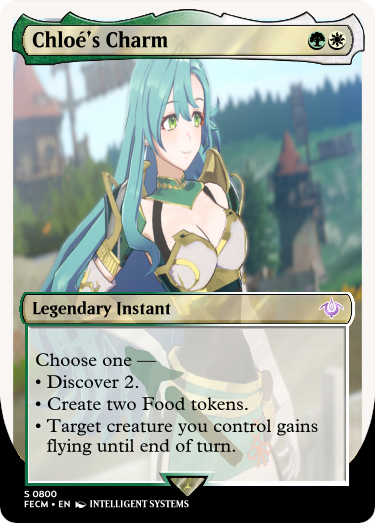 Chloé's Charm
Legendary Instant
Choose one —
• Discover 2.
• Create two Food tokens.
• Target creature you control gains
flying until end of turn.
S 0800
FECM • EN INTELLIGENT SYSTEMS